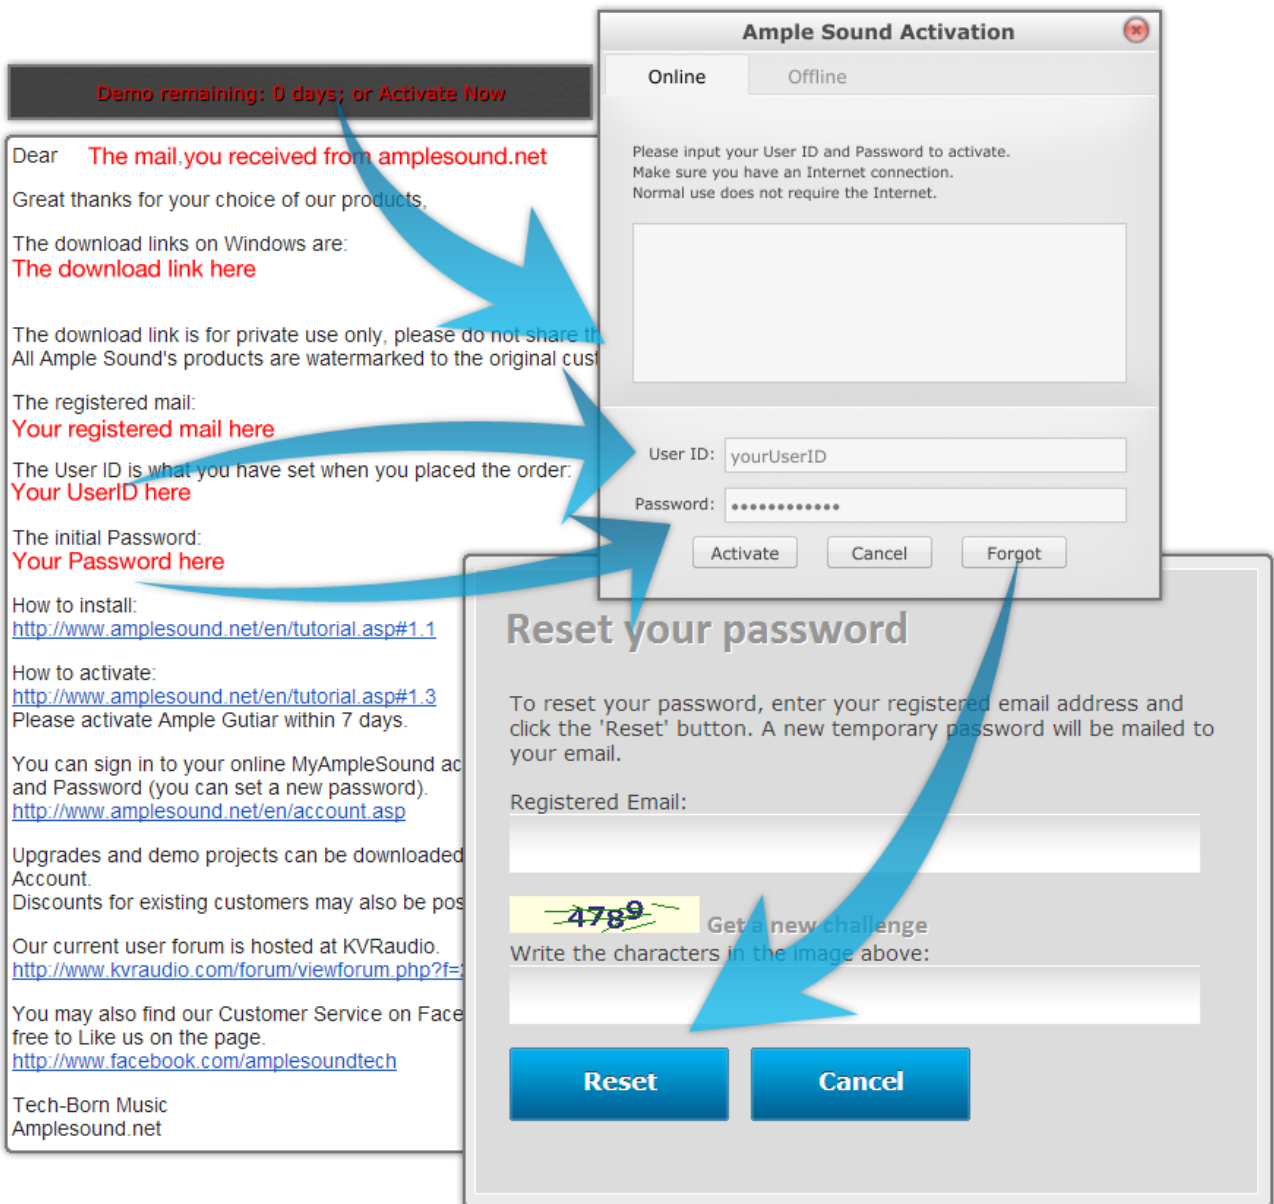 Ample Sound Activation
Online
Offline
Demo remaining: 0 days; or Activate Now
Please input your User ID and Password to activate.
Make sure you have an Internet connection.
Normal use does not require the Internet.
User ID: yourUserID
Password: ••••••••••••
Activate
Cancel
Forgot
Dear The mail,you received from amplesound.net
Great thanks for your choice of our products,
The download links on Windows are:
The download link here
The download link is for private use only, please do not share
All Ample Sound's products are watermarked to the original
The registered mail:
Your registered mail here
The User ID is what you have set when you placed the order:
Your UserID here
The initial Password:
Your Password here
How to install:
http://www.amplesound.net/en/tutorial.asp#1.1
How to activate:
http://www.amplesound.net/en/tutorial.asp#1.3
Please activate Ample Gutiar within 7 days.
You can sign in to your online MyAmpleSound
and Password (you can set a new password).
http://www.amplesound.net/en/account.asp
Upgrades and demo projects can be downloaded
Account.
Discounts for existing customers may also be
Our current user forum is hosted at KVRaudio.
http://www.kvraudio.com/forum/viewforum.php?f=
You may also find our Customer Service on
free to Like us on the page.
http://www.facebook.com/amplesoundtech
Tech-Born Music
Amplesound.net
Reset your password
To reset your password, enter your registered email address and
click the 'Reset' button. A new temporary password will be mailed to
your email.
Registered Email:
4789
Get a new challenge
Write the characters in the image above:
Reset
Cancel